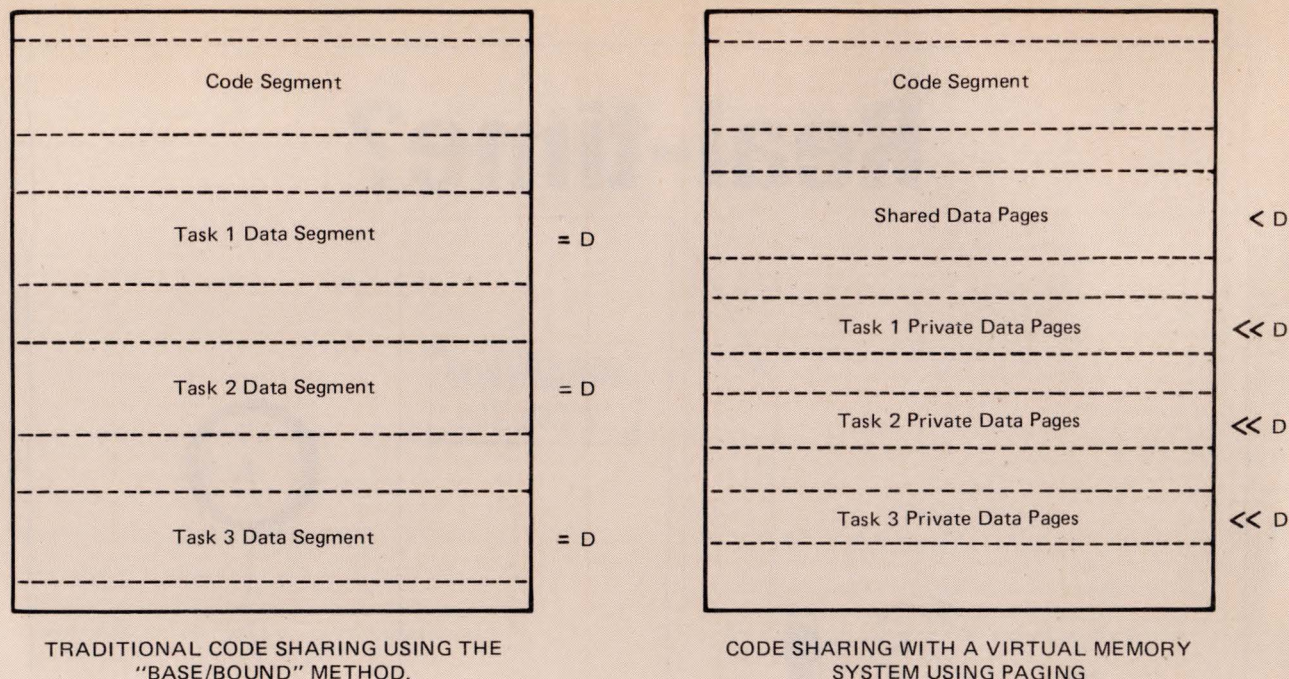 Code Segment
Task 1 Data Segment = D
Task 2 Data Segment = D
Task 3 Data Segment = D
TRADITIONAL CODE SHARING USING THE
"BASE/BOUND" METHOD.
Code Segment
Shared Data Pages < D
Task 1 Private Data Pages << D
Task 2 Private Data Pages << D
Task 3 Private Data Pages << D
CODE SHARING WITH A VIRTUAL MEMORY
SYSTEM USING PAGING